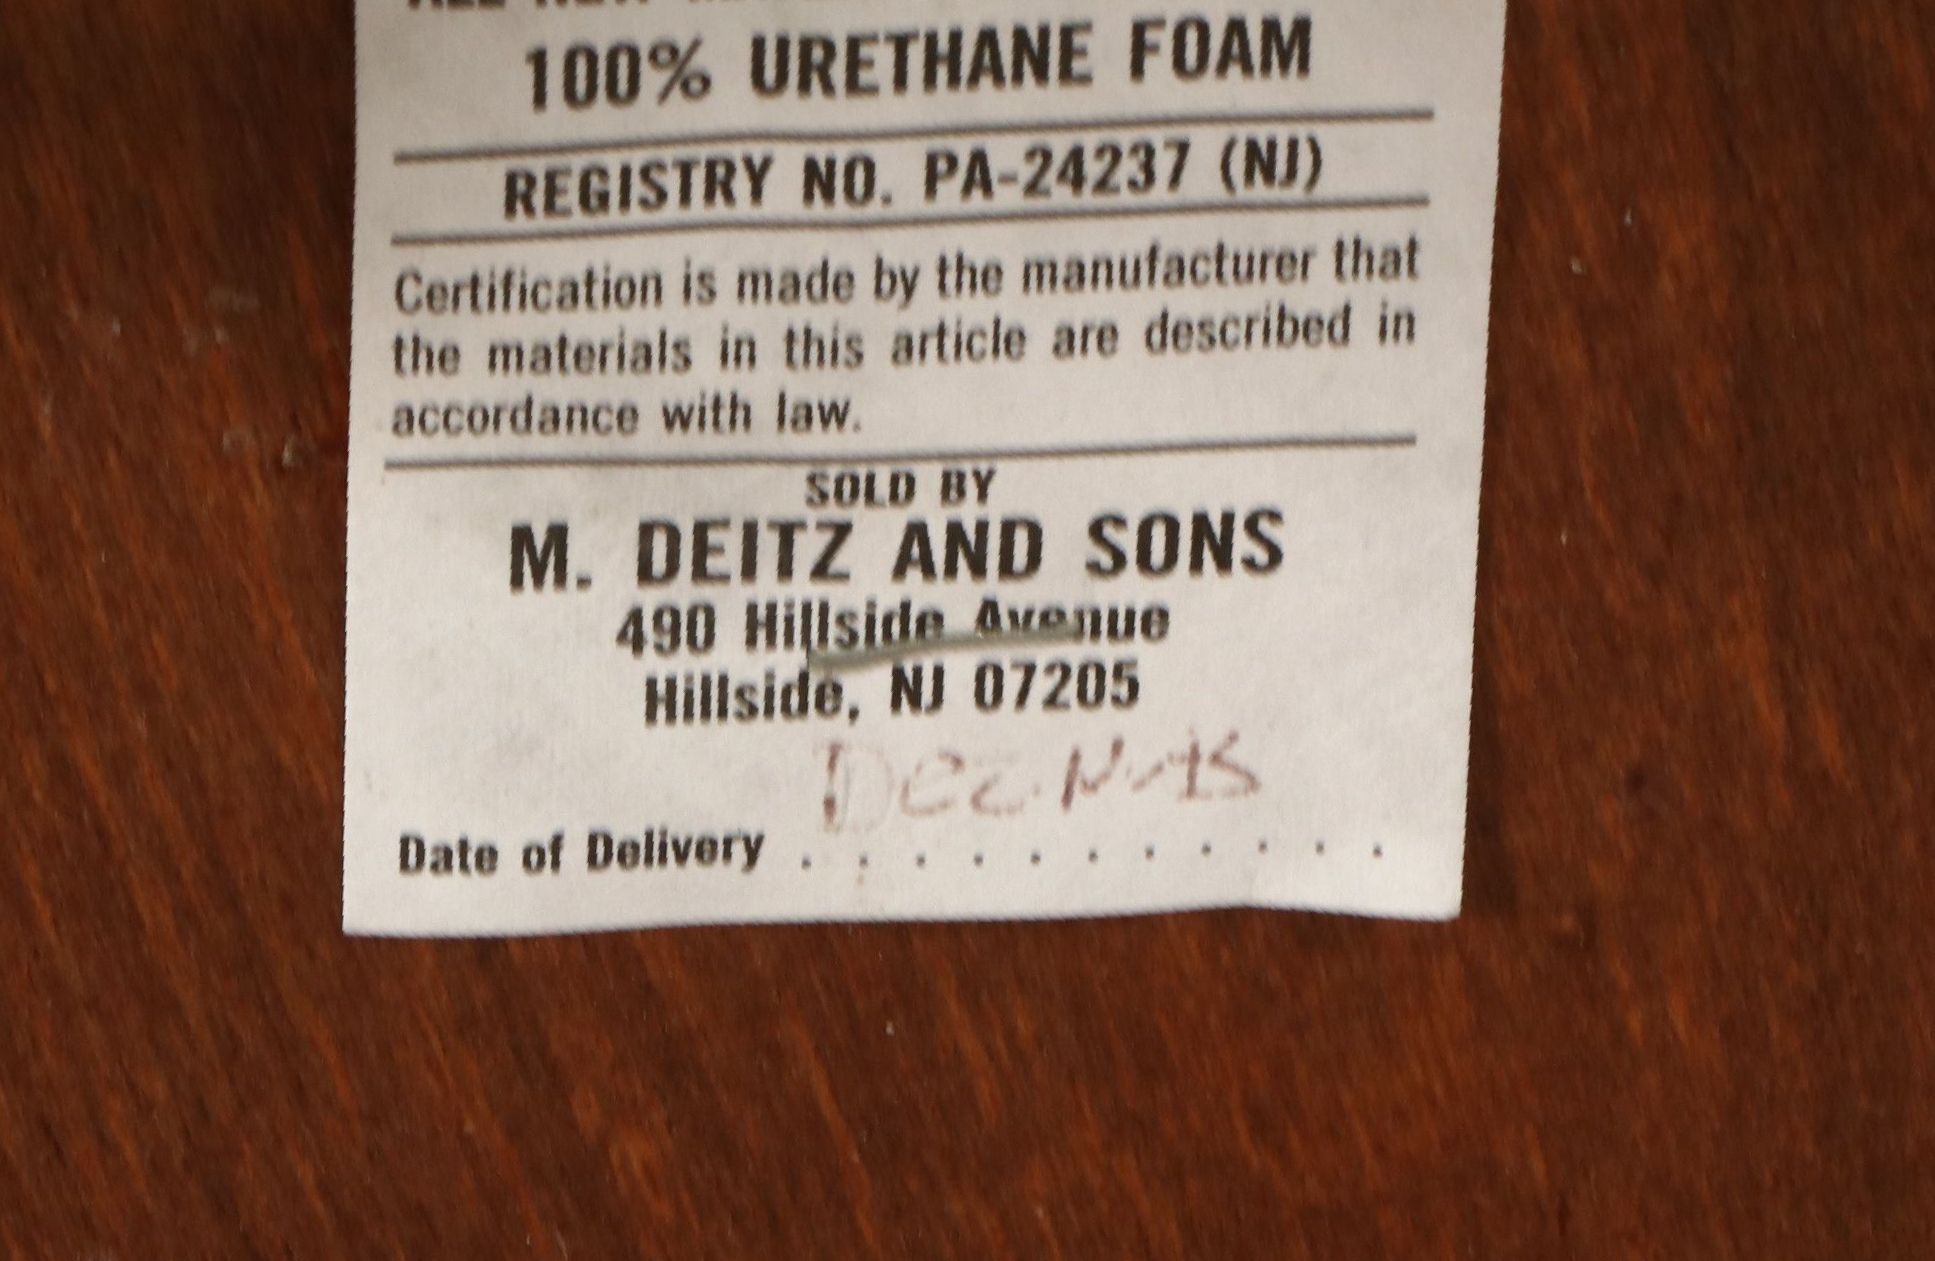 100% URETHANE FOAM
REGISTRY NO. PA-24237 (NJ)
Certification is made by the manufacturer that
the materials in this article are described in
accordance with law.
SOLD BY
M. DEITZ AND SONS
490 Hillside Avenue
Hillside, NJ 07205
Dez Nuts
Date of Delivery . . . . . . . . . . .